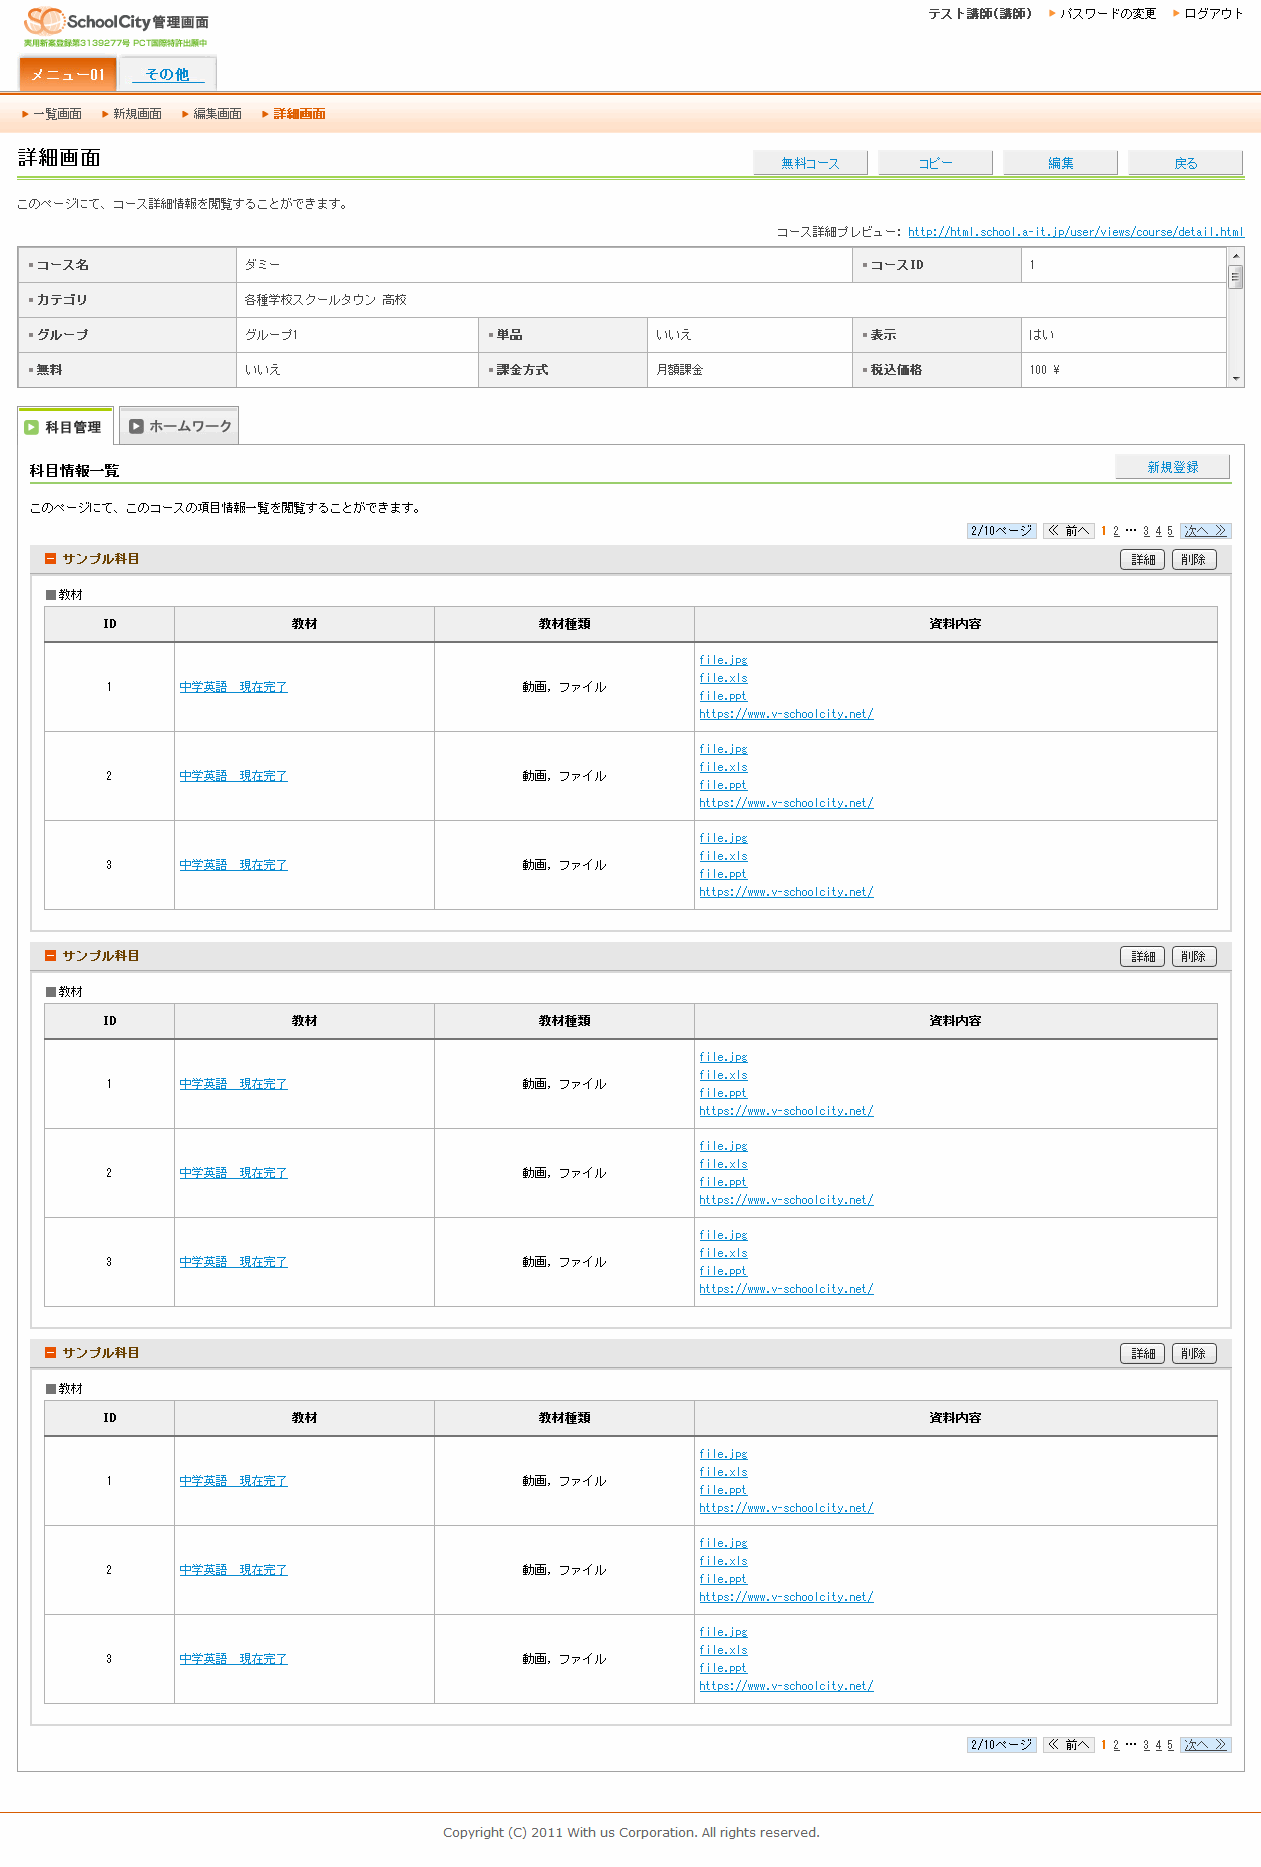 SchoolCity管理画面
実用新案登録第3139277号 PCT国際特許出願中
テスト講師(講師) パスワードの変更 ログアウト
メニュー01 その他
一覧画面 新規画面 編集画面 詳細画面
詳細画面
無料コース コピー 編集 戻る
このページにて、コース詳細情報を閲覧することができます。
コース詳細プレビュー: http://html.school.a-it.jp/user/views/course/detail.html
コース名 ダミー コースID 1
カテゴリ 各種学校スクールタウン 高校
グループ グループ1 単品 いいえ 表示 はい
無料 いいえ 課金方式 月額課金 税込価格 100 ¥
科目管理 ホームワーク
科目情報一覧 新規登録
このページにて、このコースの項目情報一覧を閲覧することができます。
2/10ページ ≪ 前へ 1 2 … 3 4 5 次へ ≫
サンプル科目 詳細 削除
■教材
ID 教材 教材種類 資料内容
1 中学英語　現在完了 動画, ファイル
file.jpg
file.xls
file.ppt
https://www.v-schoolcity.net/
2 中学英語　現在完了 動画, ファイル
file.jpg
file.xls
file.ppt
https://www.v-schoolcity.net/
3 中学英語　現在完了 動画, ファイル
file.jpg
file.xls
file.ppt
https://www.v-schoolcity.net/
サンプル科目 詳細 削除
■教材
ID 教材 教材種類 資料内容
1 中学英語　現在完了 動画, ファイル
file.jpg
file.xls
file.ppt
https://www.v-schoolcity.net/
2 中学英語　現在完了 動画, ファイル
file.jpg
file.xls
file.ppt
https://www.v-schoolcity.net/
3 中学英語　現在完了 動画, ファイル
file.jpg
file.xls
file.ppt
https://www.v-schoolcity.net/
サンプル科目 詳細 削除
■教材
ID 教材 教材種類 資料内容
1 中学英語　現在完了 動画, ファイル
file.jpg
file.xls
file.ppt
https://www.v-schoolcity.net/
2 中学英語　現在完了 動画, ファイル
file.jpg
file.xls
file.ppt
https://www.v-schoolcity.net/
3 中学英語　現在完了 動画, ファイル
file.jpg
file.xls
file.ppt
https://www.v-schoolcity.net/
2/10ページ ≪ 前へ 1 2 … 3 4 5 次へ ≫
Copyright (C) 2011 With us Corporation. All rights reserved.